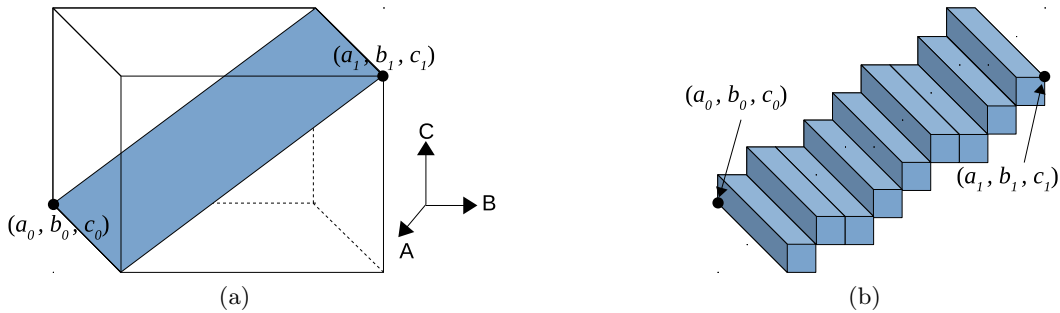 (a₁, b₁, c₁)
(a₀, b₀, c₀)
C
B
A
(a)
(a₀, b₀, c₀)
(a₁, b₁, c₁)
(b)